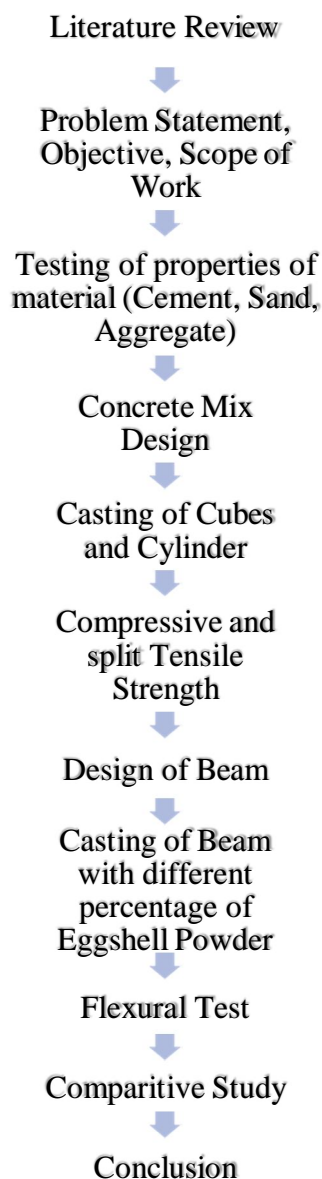 Literature Review
Problem Statement,
Objective, Scope of
Work
Testing of properties of
material (Cement, Sand,
Aggregate)
Concrete Mix
Design
Casting of Cubes
and Cylinder
Compressive and
split Tensile
Strength
Design of Beam
Casting of Beam
with different
percentage of
Eggshell Powder
Flexural Test
Comparitive Study
Conclusion